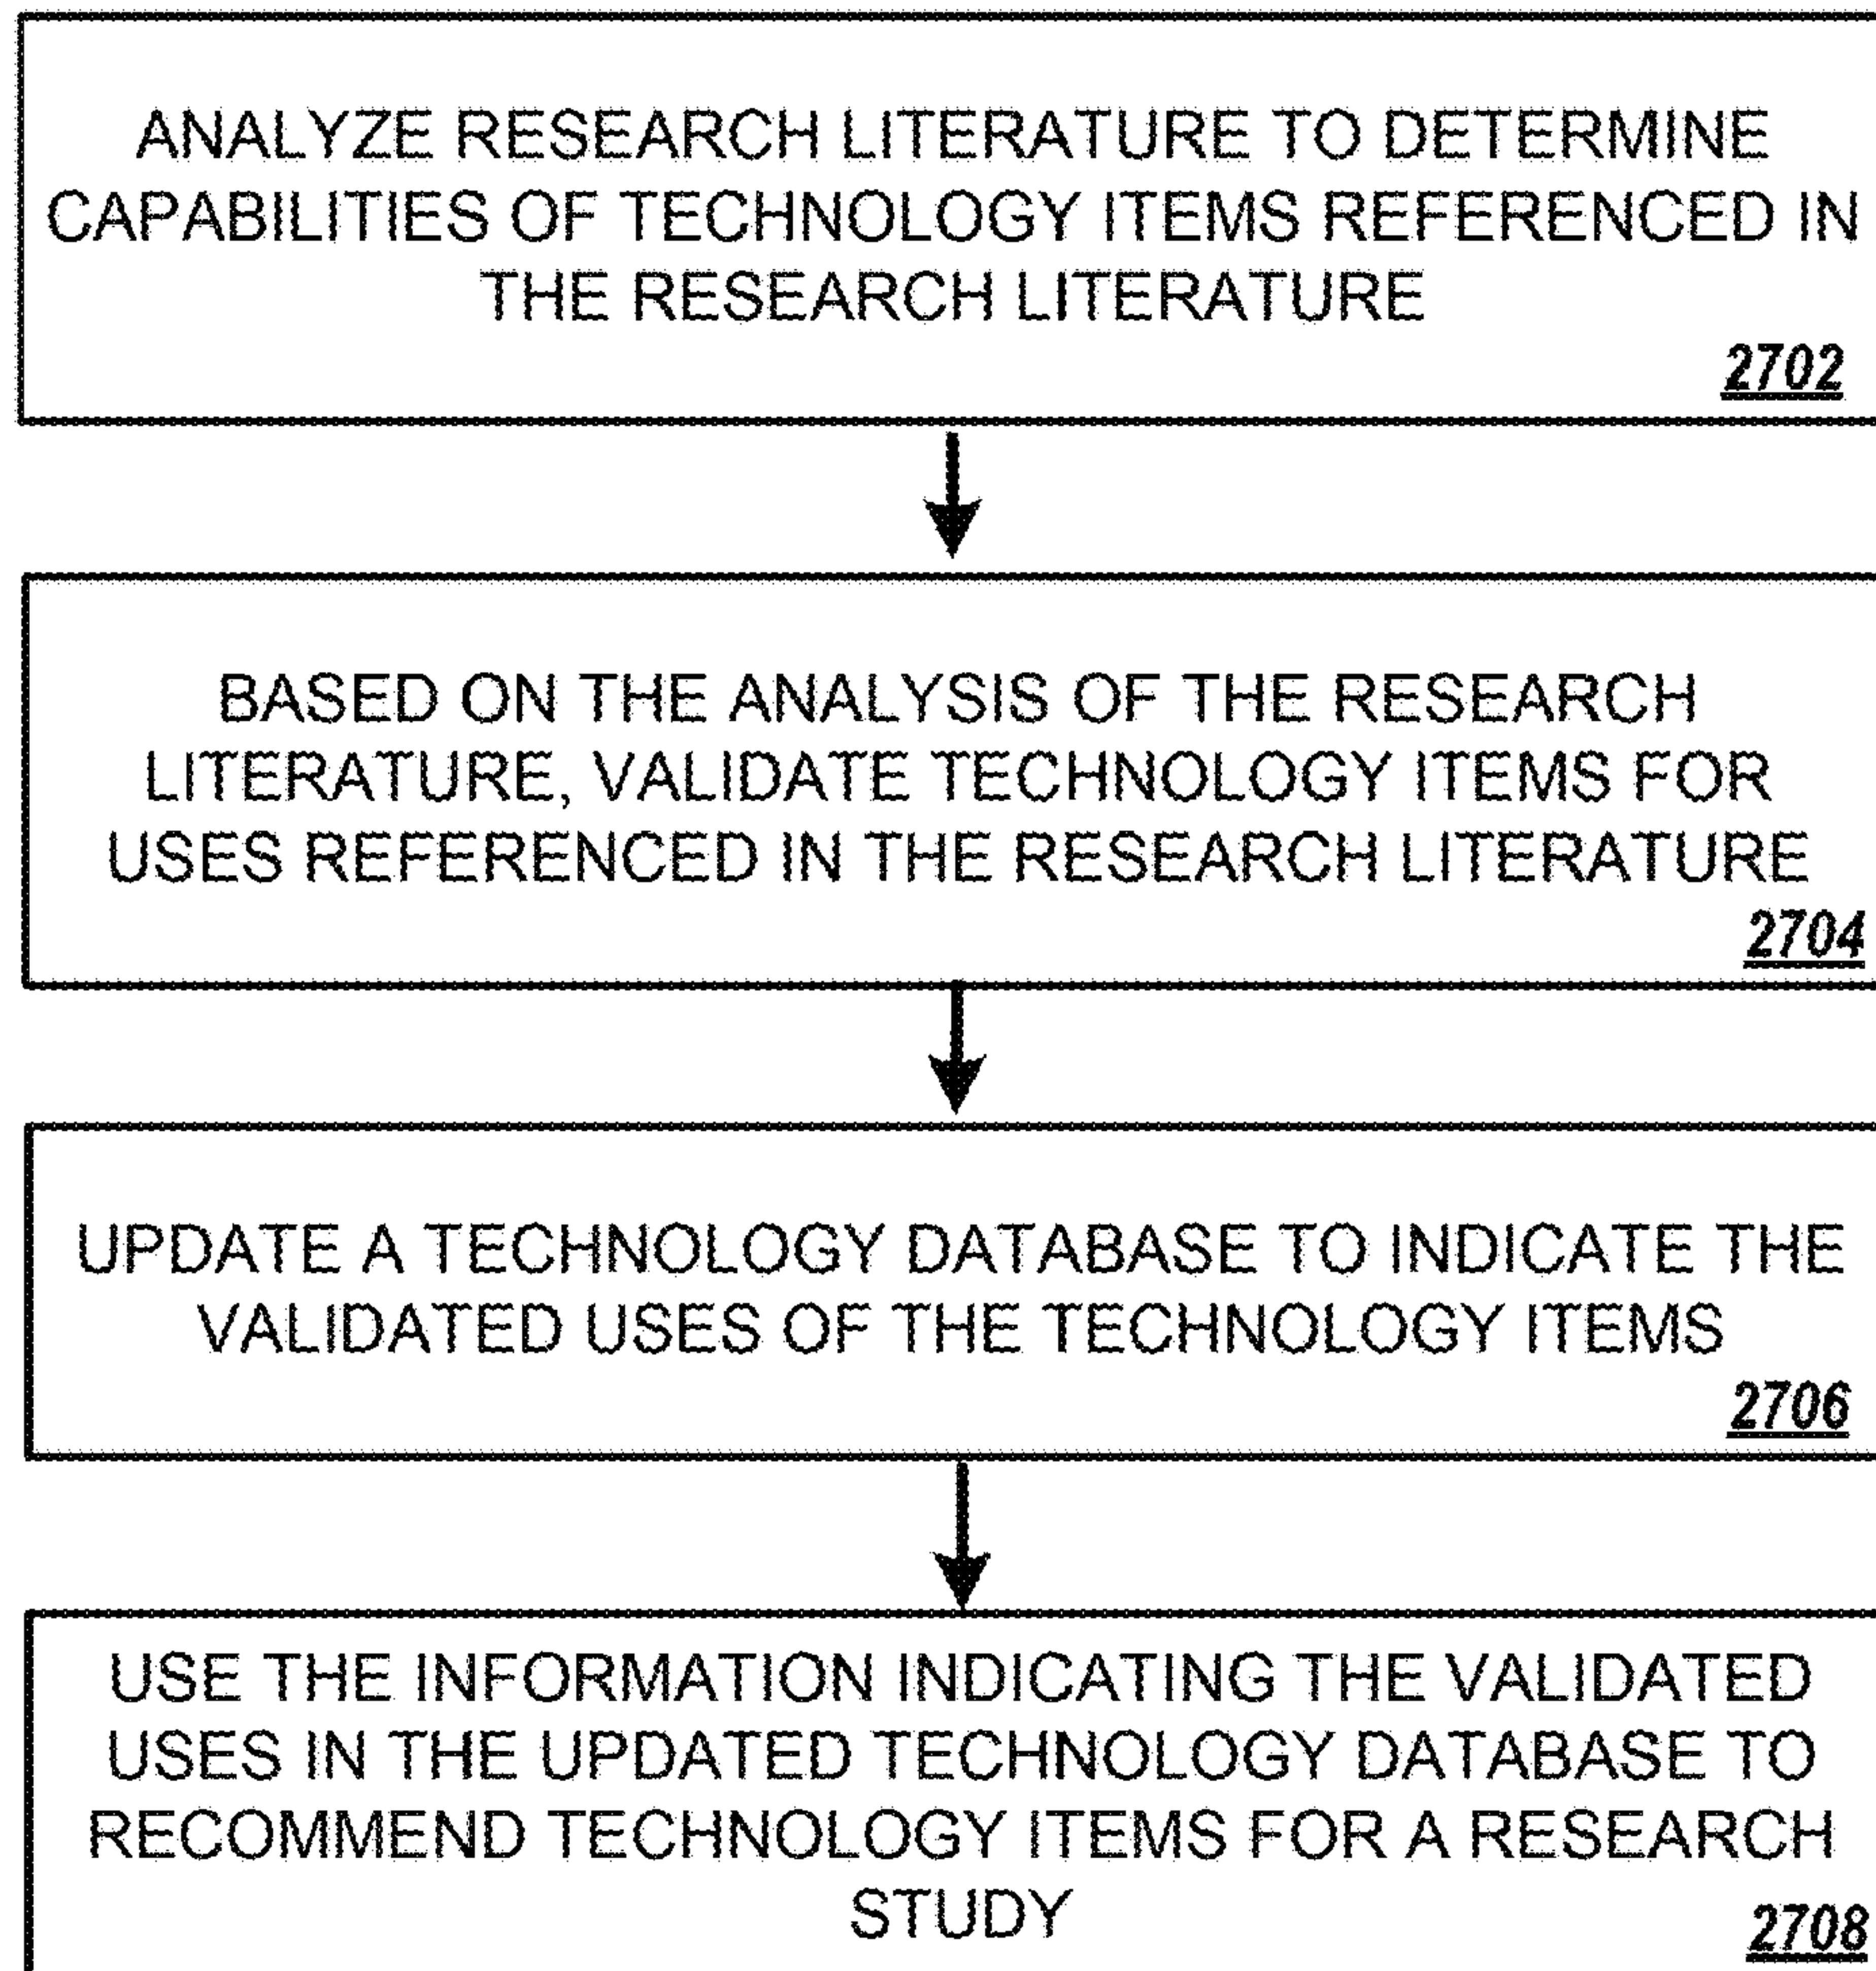 ANALYZE RESEARCH LITERATURE TO DETERMINE
CAPABILITIES OF TECHNOLOGY ITEMS REFERENCED IN
THE RESEARCH LITERATURE
2702
BASED ON THE ANALYSIS OF THE RESEARCH
LITERATURE, VALIDATE TECHNOLOGY ITEMS FOR
USES REFERENCED IN THE RESEARCH LITERATURE
2704
UPDATE A TECHNOLOGY DATABASE TO INDICATE THE
VALIDATED USES OF THE TECHNOLOGY ITEMS
2706
USE THE INFORMATION INDICATING THE VALIDATED
USES IN THE UPDATED TECHNOLOGY DATABASE TO
RECOMMEND TECHNOLOGY ITEMS FOR A RESEARCH
STUDY
2708